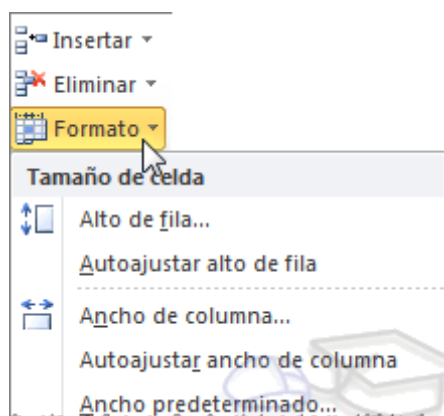 Insertar
Eliminar
Formato
Tamaño de celda
Alto de fila...
Autoajustar alto de fila
Ancho de columna...
Autoajustar ancho de columna
Ancho predeterminado...